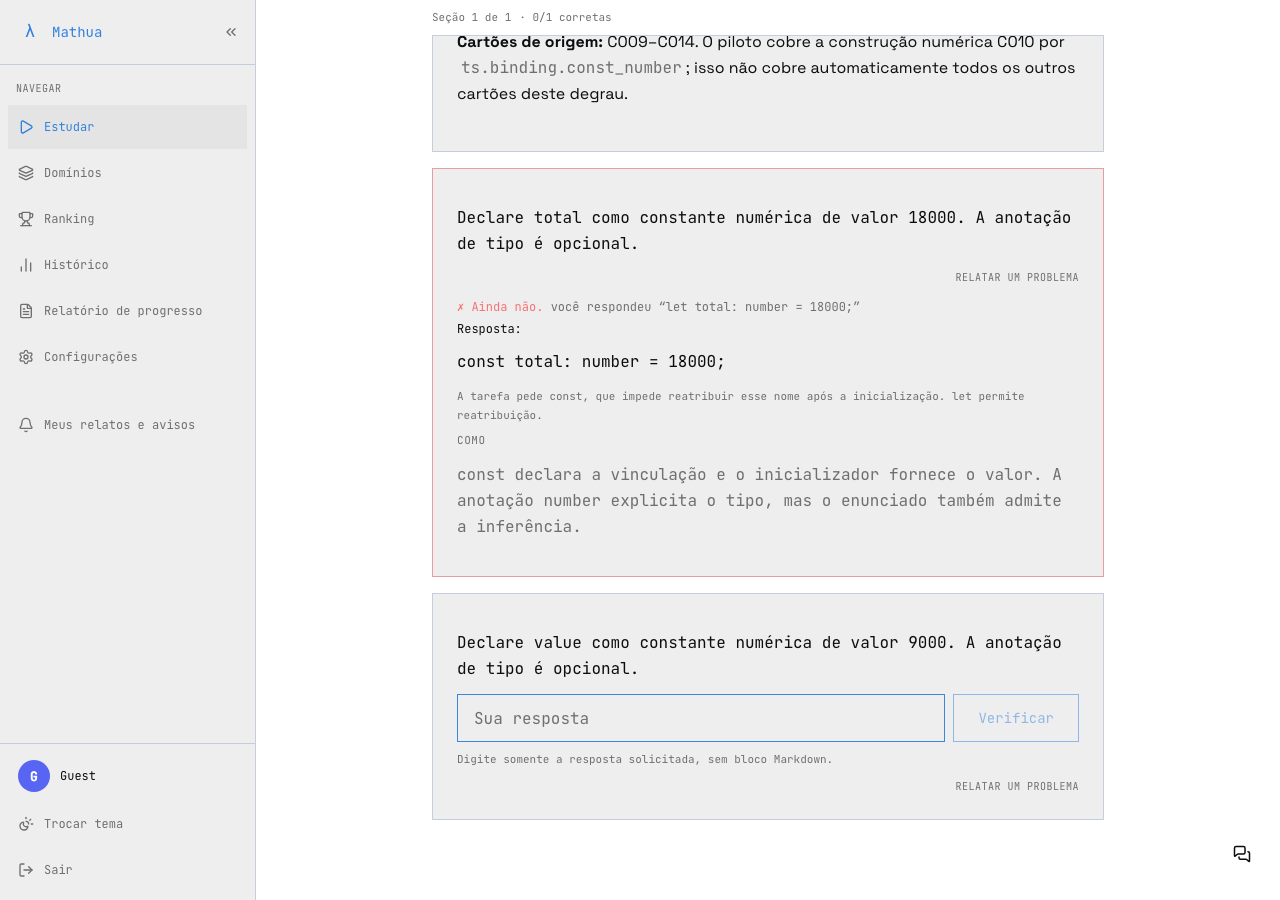 λ Mathua
NAVEGAR
Estudar
Domínios
Ranking
Histórico
Relatório de progresso
Configurações
Meus relatos e avisos
G Guest
Trocar tema
Sair
Seção 1 de 1 · 0/1 corretas
Cartões de origem: C009–C014. O piloto cobre a construção numérica C010 por
ts.binding.const_number ; isso não cobre automaticamente todos os outros
cartões deste degrau.
Declare total como constante numérica de valor 18000. A anotação
de tipo é opcional.
RELATAR UM PROBLEMA
✗ Ainda não. você respondeu “let total: number = 18000;”
Resposta:
const total: number = 18000;
A tarefa pede const, que impede reatribuir esse nome após a inicialização. let permite
reatribuição.
COMO
const declara a vinculação e o inicializador fornece o valor. A
anotação number explicita o tipo, mas o enunciado também admite
a inferência.
Declare value como constante numérica de valor 9000. A anotação
de tipo é opcional.
Sua resposta
Verificar
Digite somente a resposta solicitada, sem bloco Markdown.
RELATAR UM PROBLEMA